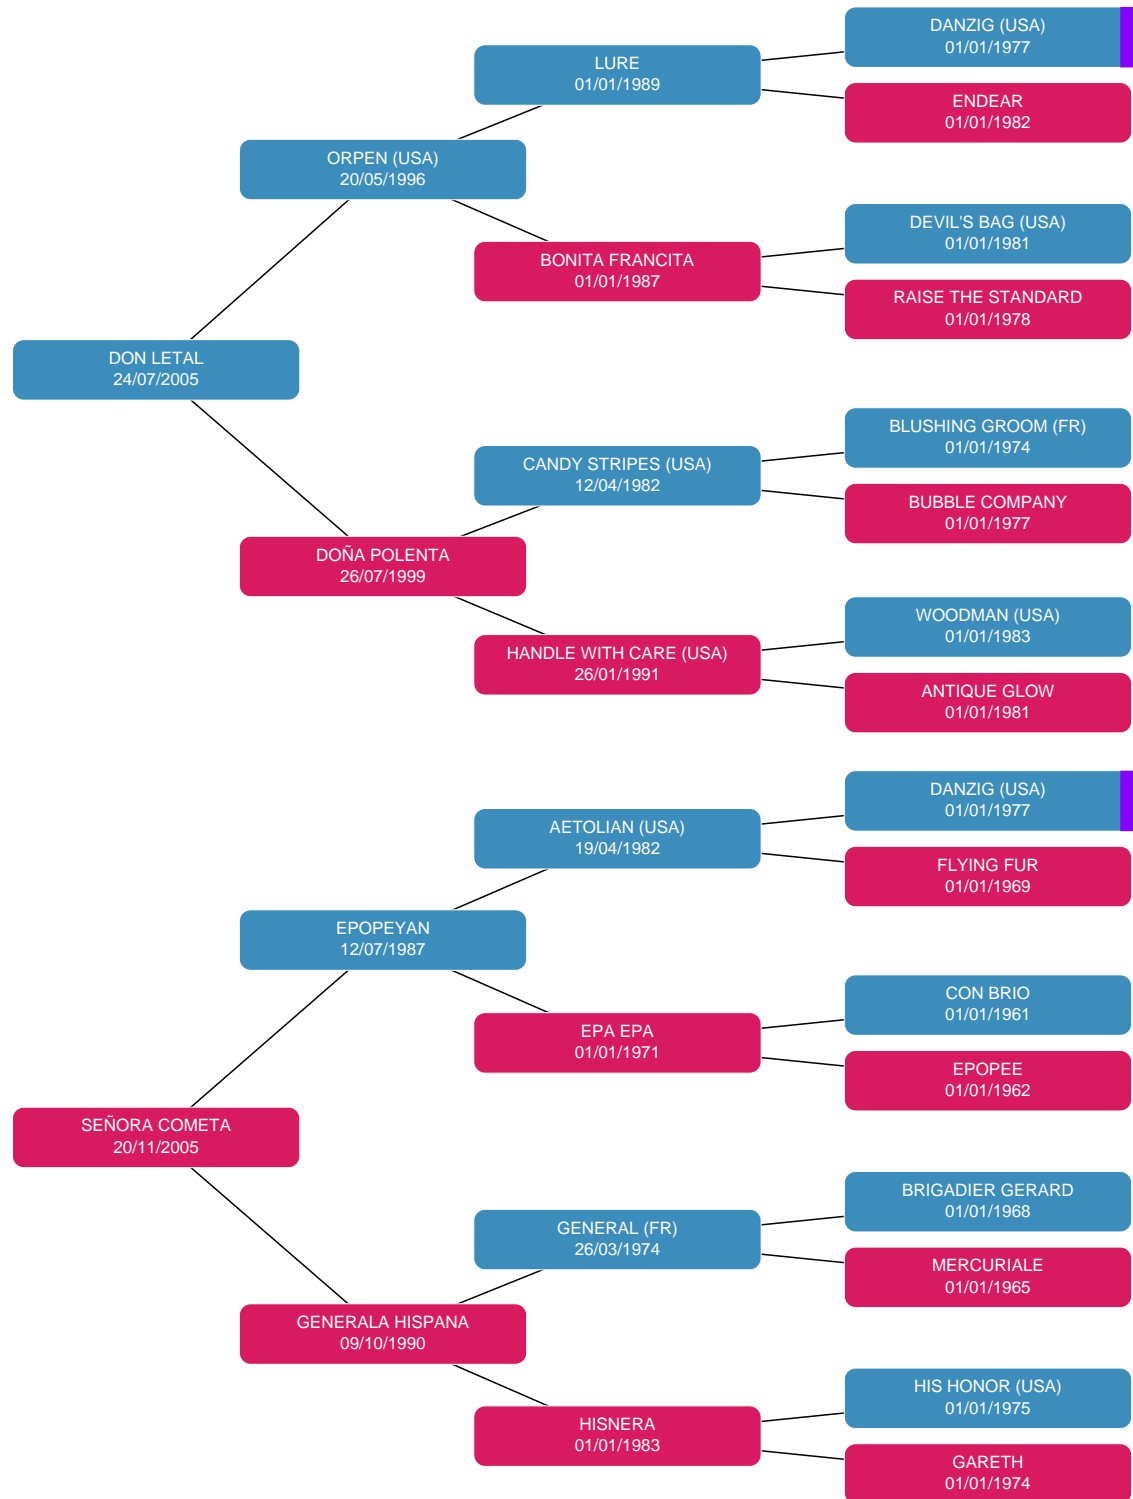 DANZIG (USA)
01/01/1977
LURE
01/01/1989
ENDEAR
01/01/1982
ORPEN (USA)
20/05/1996
DEVIL'S BAG (USA)
01/01/1981
BONITA FRANCITA
01/01/1987
RAISE THE STANDARD
01/01/1978
DON LETAL
24/07/2005
BLUSHING GROOM (FR)
01/01/1974
CANDY STRIPES (USA)
12/04/1982
BUBBLE COMPANY
01/01/1977
DOÑA POLENTA
26/07/1999
WOODMAN (USA)
01/01/1983
HANDLE WITH CARE (USA)
26/01/1991
ANTIQUE GLOW
01/01/1981
DANZIG (USA)
01/01/1977
AETOLIAN (USA)
19/04/1982
FLYING FUR
01/01/1969
EPOPEYAN
12/07/1987
CON BRIO
01/01/1961
EPA EPA
01/01/1971
EPOPEE
01/01/1962
SEÑORA COMETA
20/11/2005
BRIGADIER GERARD
01/01/1968
GENERAL (FR)
26/03/1974
MERCURIALE
01/01/1965
GENERALA HISPANA
09/10/1990
HIS HONOR (USA)
01/01/1975
HISNERA
01/01/1983
GARETH
01/01/1974